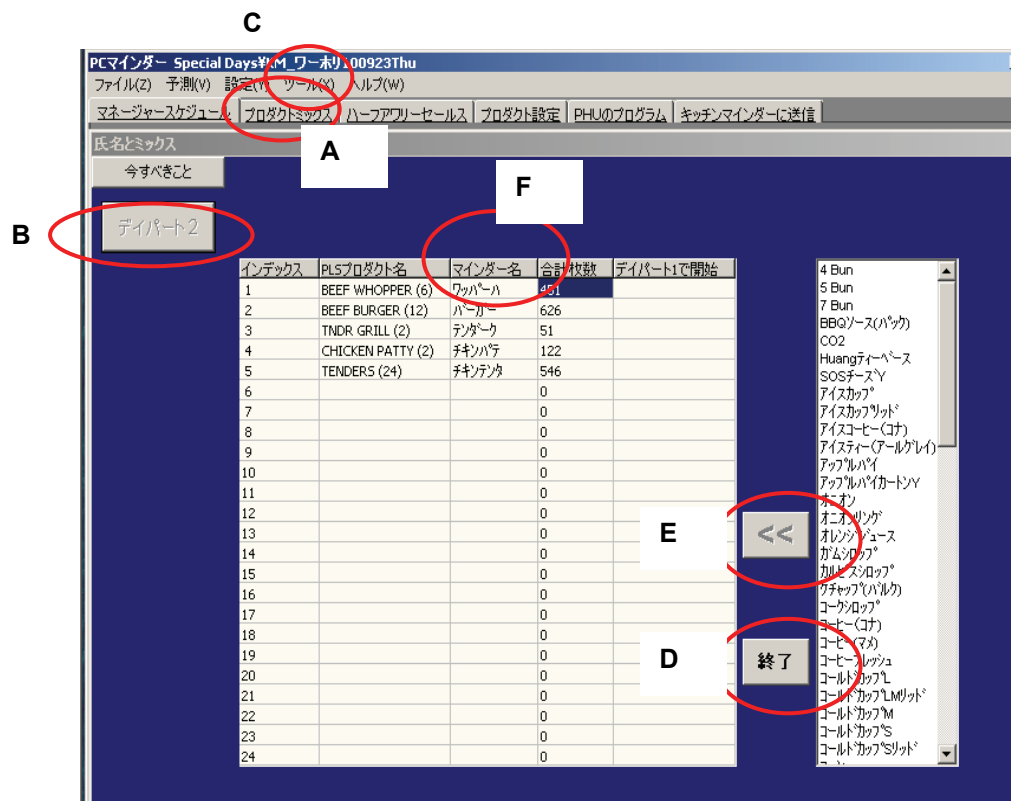 C
PCマインダー Special Days¥KM_ワーホリ100923Thu
ファイル(Z) 予測(V) 設定(Y) ツール(X) ヘルプ(W)
マネージャースケジュール プロダクトミックス ハーフアワリーセールス プロダクト設定 PHUのプログラム キッチンマインダーに送信
氏名とミックス
A
今すべきこと
F
B
デイパート2
インデックス PLSプロダクト名 マインダー名 合計枚数 デイパート1で開始
1 BEEF WHOPPER (6) ワッパーハ 451
2 BEEF BURGER (12) バーガー 626
3 TNDR GRILL (2) テンダーク 51
4 CHICKEN PATTY (2) チキンパテ 122
5 TENDERS (24) チキンテンタ 546
6 0
7 0
8 0
9 0
10 0
11 0
12 0
13 0
14 0
15 0
16 0
17 0
18 0
19 0
20 0
21 0
22 0
23 0
24 0
E
<<
D
終了
4 Bun
5 Bun
7 Bun
BBQソース(パック)
CO2
Huangティーベース
SOSチーズY
アイスカップ
アイスカップリッド
アイスコーヒー(コナ)
アイスティー(アールグレイ)
アップルパイ
アップルパイカートンY
オニオン
オニオンリング
オレンジジュース
ガムシロップ
カルピスシロップ
ケチャップ(バルク)
コークシロップ
コーヒー(コナ)
コーヒー(マメ)
コーヒーフレッシュ
コールドカップL
コールドカップLMリッド
コールドカップM
コールドカップS
コールドカップSリッド